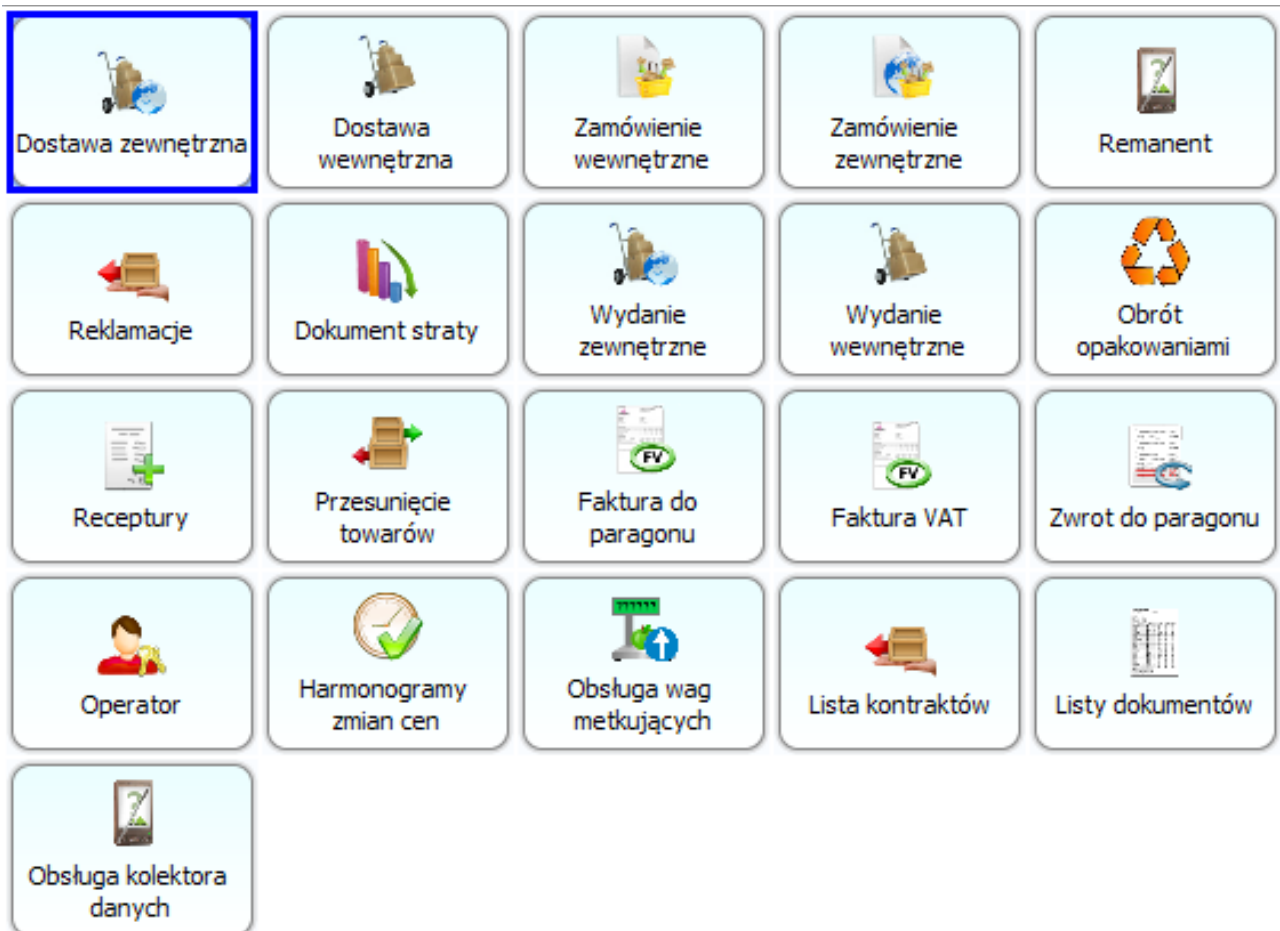 Dostawa zewnętrzna
Dostawa
wewnętrzna
Zamówienie
wewnętrzne
Zamówienie
zewnętrzne
Remanent
Reklamacje
Dokument straty
Wydanie
zewnętrzne
Wydanie
wewnętrzne
Obrót
opakowaniami
Receptury
Przesunięcie
towarów
FV
Faktura do
paragonu
FV
Faktura VAT
Zwrot do paragonu
Operator
Harmonogramy
zmian cen
Obsługa wag
metkujących
Lista kontraktów
Listy dokumentów
Obsługa kolektora
danych